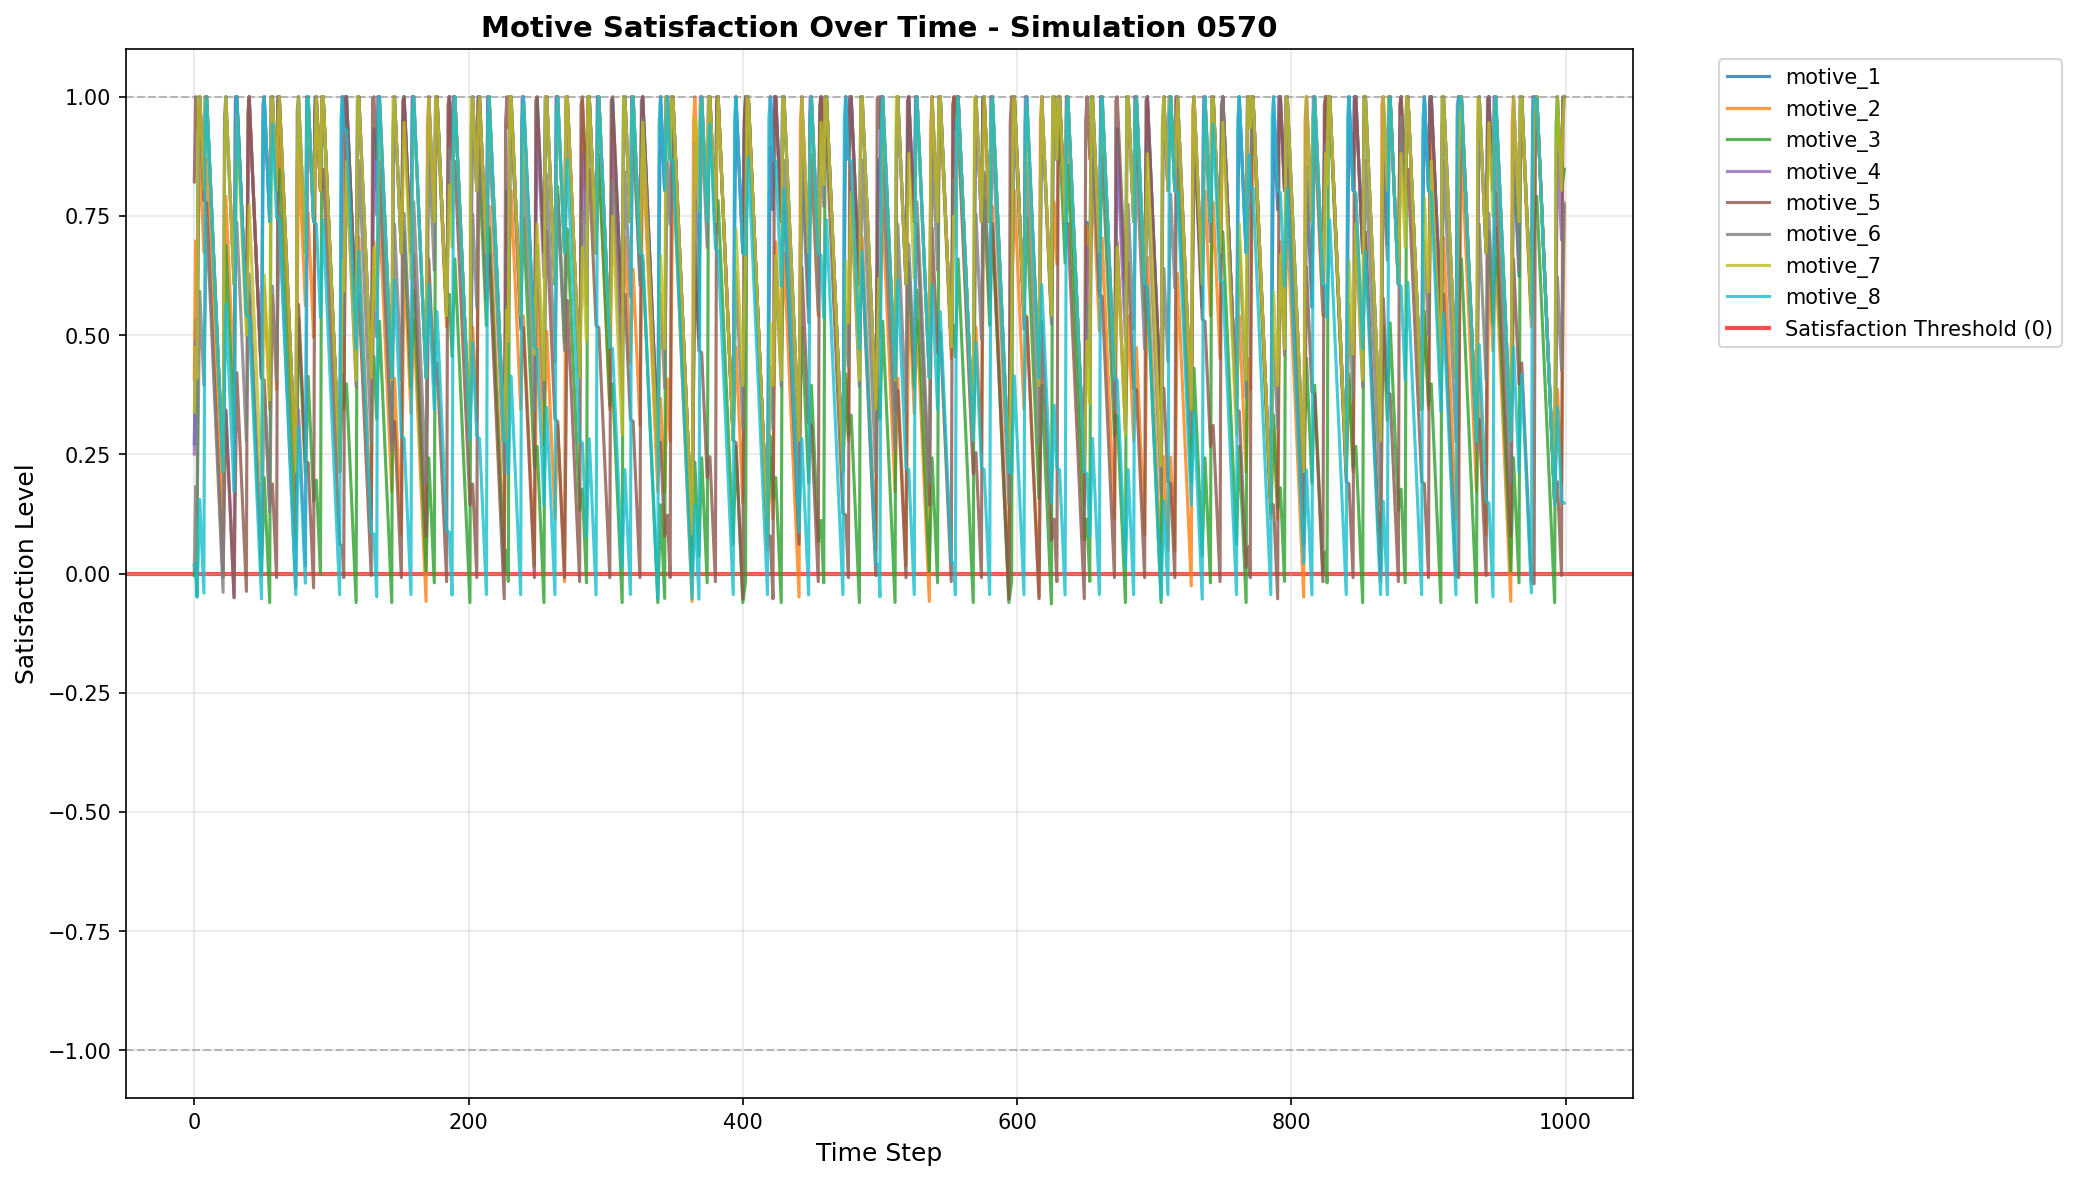 Motive Satisfaction Over Time - Simulation 0570
Satisfaction Level
1.00
0.75
0.50
0.25
0.00
−0.25
−0.50
−0.75
−1.00
0
200
400
600
800
1000
Time Step
motive_1
motive_2
motive_3
motive_4
motive_5
motive_6
motive_7
motive_8
Satisfaction Threshold (0)